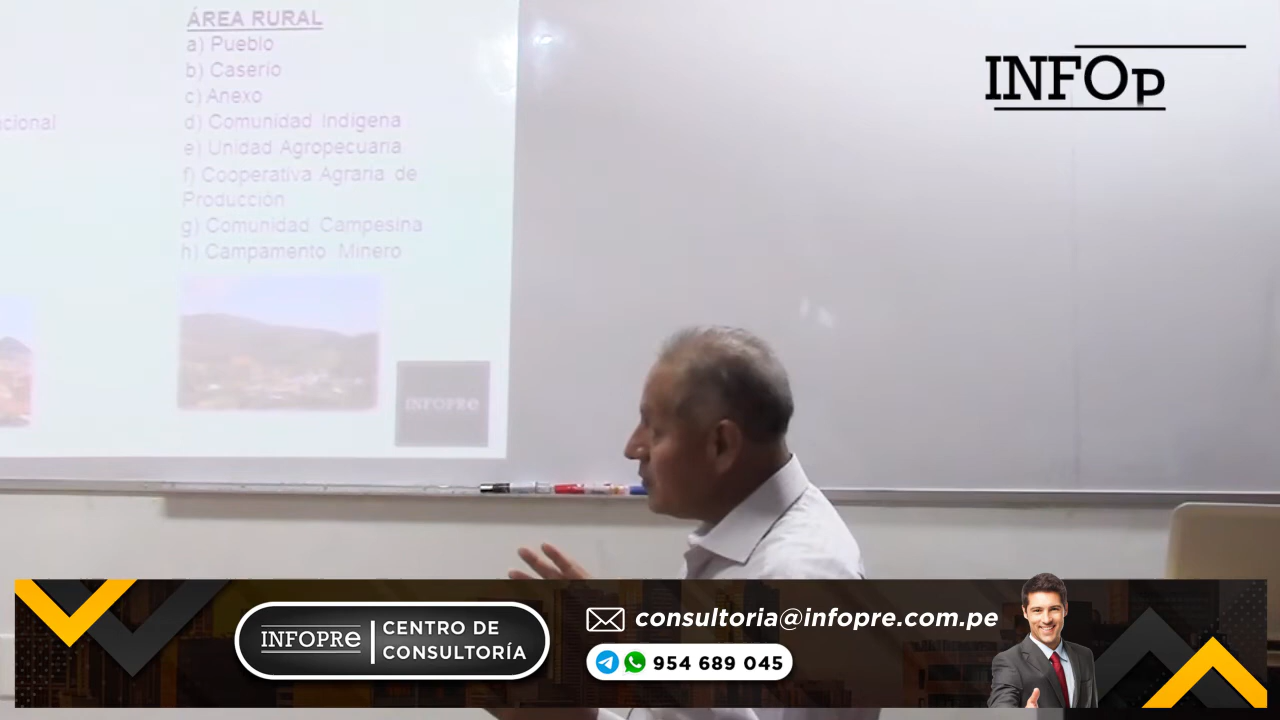 ÁREA RURAL
a) Pueblo
b) Caserío
c) Anexo
cional
d) Comunidad Indígena
e) Unidad Agropecuaria
f) Cooperativa Agraria de
Producción
g) Comunidad Campesina
h) Campamento Minero
INFOPRe
INFOp
INFOPRe
CENTRO DE
CONSULTORÍA
consultoria@infopre.com.pe
954 689 045